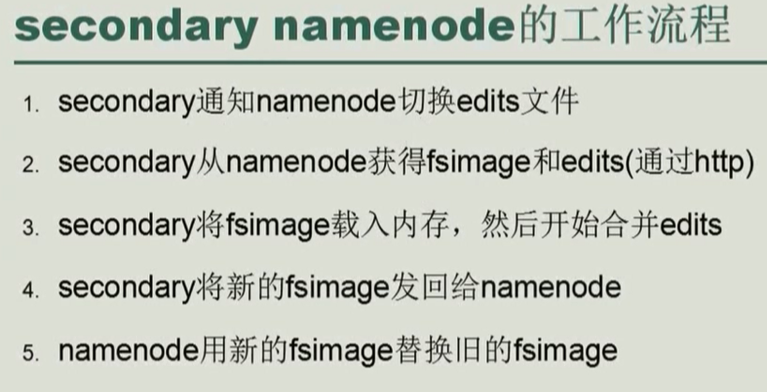 secondary namenode的工作流程
1. secondary通知namenode切换edits文件
2. secondary从namenode获得fsimage和edits(通过http)
3. secondary将fsimage载入内存，然后开始合并edits
4. secondary将新的fsimage发回给namenode
5. namenode用新的fsimage替换旧的fsimage